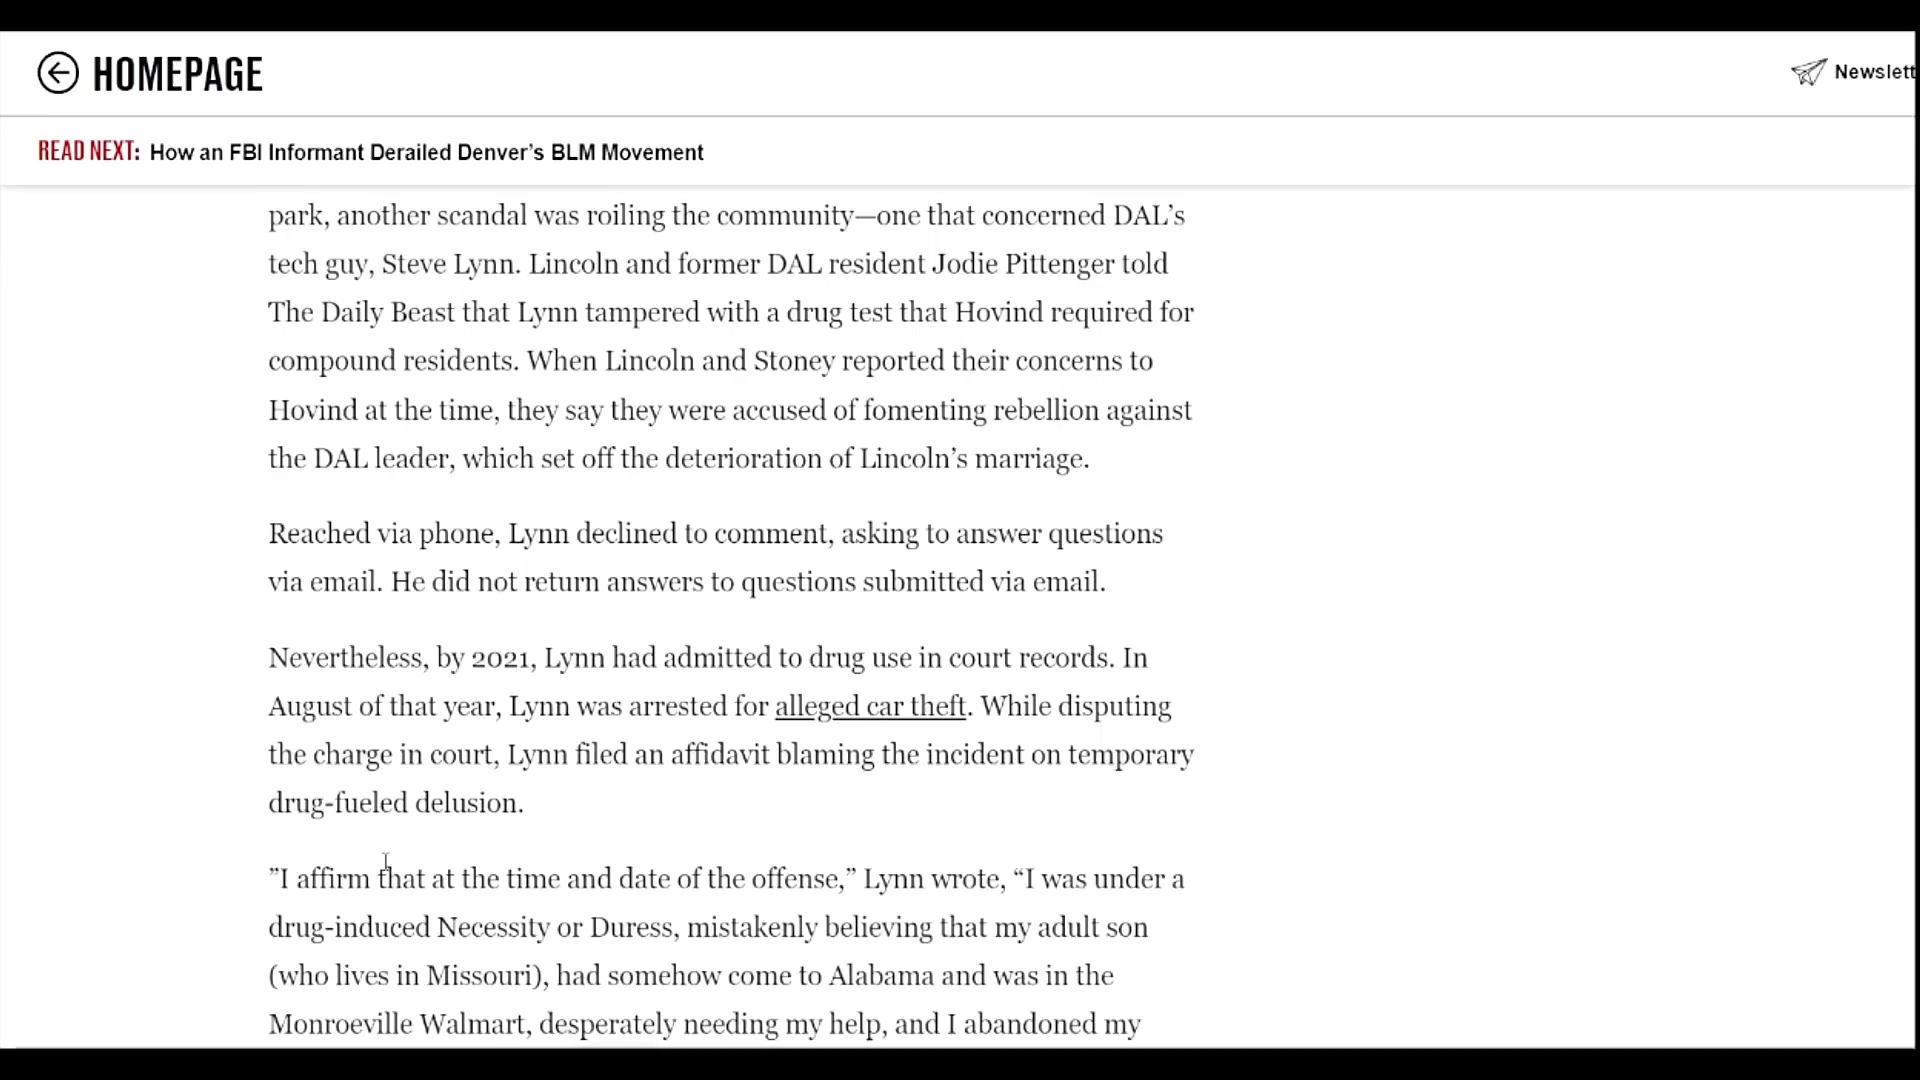 HOMEPAGE
Newslett
READ NEXT: How an FBI Informant Derailed Denver’s BLM Movement
park, another scandal was roiling the community—one that concerned DAL’s
tech guy, Steve Lynn. Lincoln and former DAL resident Jodie Pittenger told
The Daily Beast that Lynn tampered with a drug test that Hovind required for
compound residents. When Lincoln and Stoney reported their concerns to
Hovind at the time, they say they were accused of fomenting rebellion against
the DAL leader, which set off the deterioration of Lincoln’s marriage.
Reached via phone, Lynn declined to comment, asking to answer questions
via email. He did not return answers to questions submitted via email.
Nevertheless, by 2021, Lynn had admitted to drug use in court records. In
August of that year, Lynn was arrested for alleged car theft. While disputing
the charge in court, Lynn filed an affidavit blaming the incident on temporary
drug-fueled delusion.
”I affirm that at the time and date of the offense,” Lynn wrote, “I was under a
drug-induced Necessity or Duress, mistakenly believing that my adult son
(who lives in Missouri), had somehow come to Alabama and was in the
Monroeville Walmart, desperately needing my help, and I abandoned my